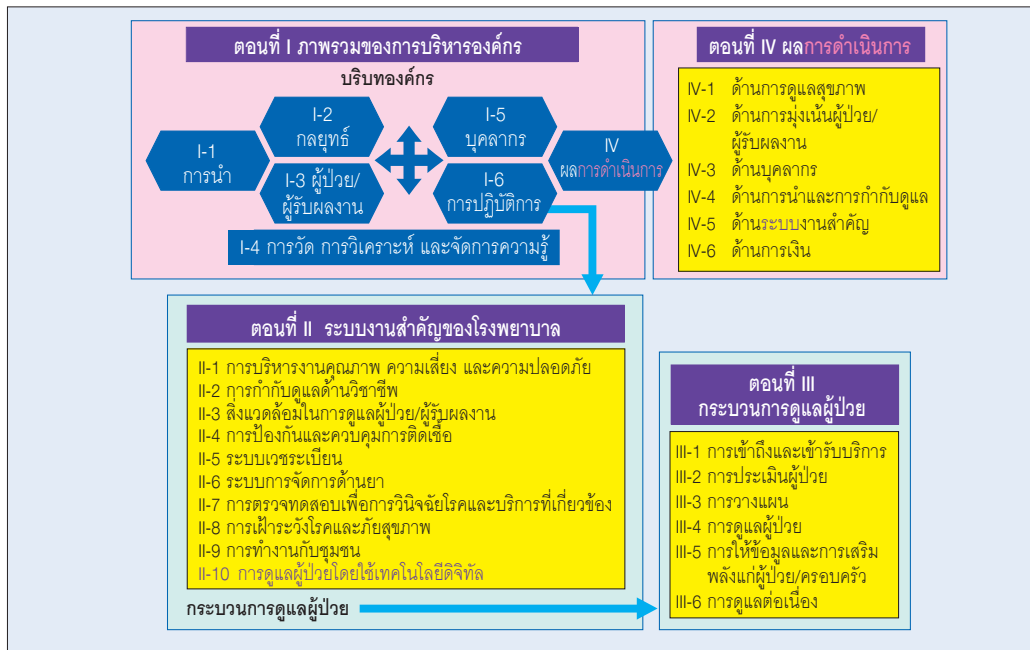 ตอนที่ I ภาพรวมของการบริหารองค์กร
บริบทองค์กร
I-1
การนำ
I-2
กลยุทธ์
I-3 ผู้ป่วย/
ผู้รับผลงาน
I-5
บุคลากร
I-6
การปฏิบัติการ
IV
ผลการดำเนินการ
I-4 การวัด การวิเคราะห์ และจัดการความรู้
ตอนที่ IV ผลการดำเนินการ
IV-1 ด้านการดูแลสุขภาพ
IV-2 ด้านการมุ่งเน้นผู้ป่วย/
ผู้รับผลงาน
IV-3 ด้านบุคลากร
IV-4 ด้านการนำและการกำกับดูแล
IV-5 ด้านระบบงานสำคัญ
IV-6 ด้านการเงิน
ตอนที่ II ระบบงานสำคัญของโรงพยาบาล
II-1 การบริหารงานคุณภาพ ความเสี่ยง และความปลอดภัย
II-2 การกำกับดูแลด้านวิชาชีพ
II-3 สิ่งแวดล้อมในการดูแลผู้ป่วย/ผู้รับผลงาน
II-4 การป้องกันและควบคุมการติดเชื้อ
II-5 ระบบเวชระเบียน
II-6 ระบบการจัดการด้านยา
II-7 การตรวจทดสอบเพื่อการวินิจฉัยโรคและบริการที่เกี่ยวข้อง
II-8 การเฝ้าระวังโรคและภัยสุขภาพ
II-9 การทำงานกับชุมชน
II-10 การดูแลผู้ป่วยโดยใช้เทคโนโลยีดิจิทัล
กระบวนการดูแลผู้ป่วย
ตอนที่ III
กระบวนการดูแลผู้ป่วย
III-1 การเข้าถึงและเข้ารับบริการ
III-2 การประเมินผู้ป่วย
III-3 การวางแผน
III-4 การดูแลผู้ป่วย
III-5 การให้ข้อมูลและการเสริม
พลังแก่ผู้ป่วย/ครอบครัว
III-6 การดูแลต่อเนื่อง